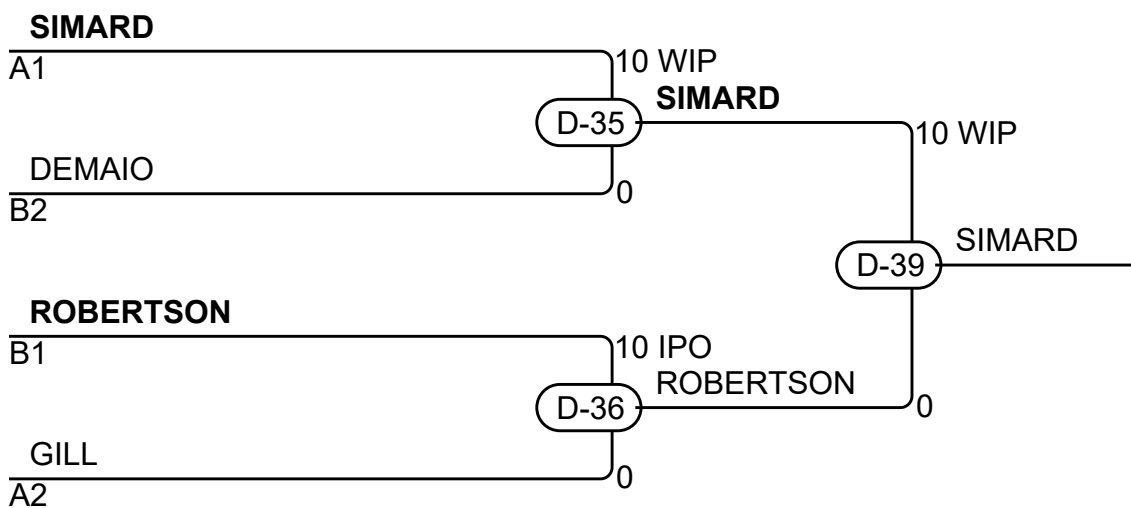 SIMARD
A1
10 WIP
SIMARD
D-35
10 WIP
DEMAIO
B2
0
SIMARD
D-39
ROBERTSON
B1
10 IPO
ROBERTSON
D-36
0
GILL
A2
0